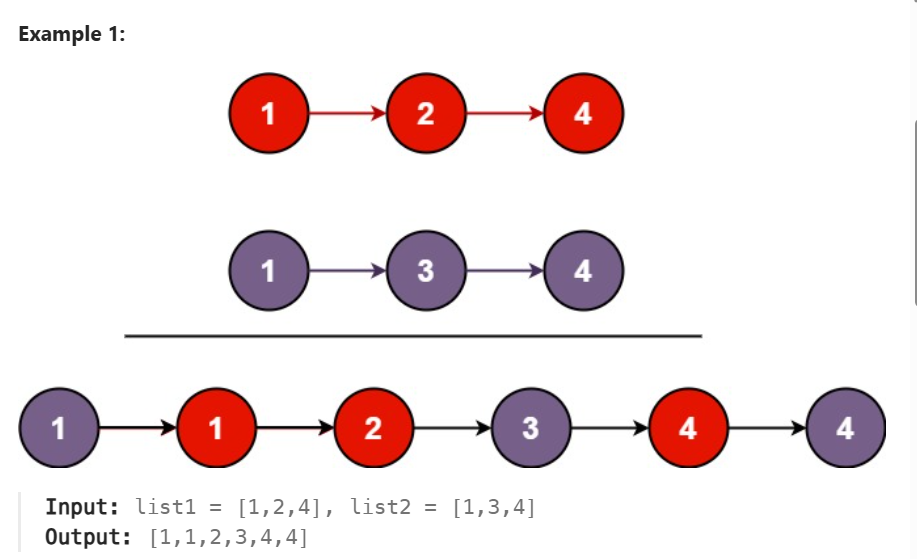 Example 1:
1 2 4
1 3 4
1 1 2 3 4 4
Input: list1 = [1,2,4], list2 = [1,3,4]
Output: [1,1,2,3,4,4]